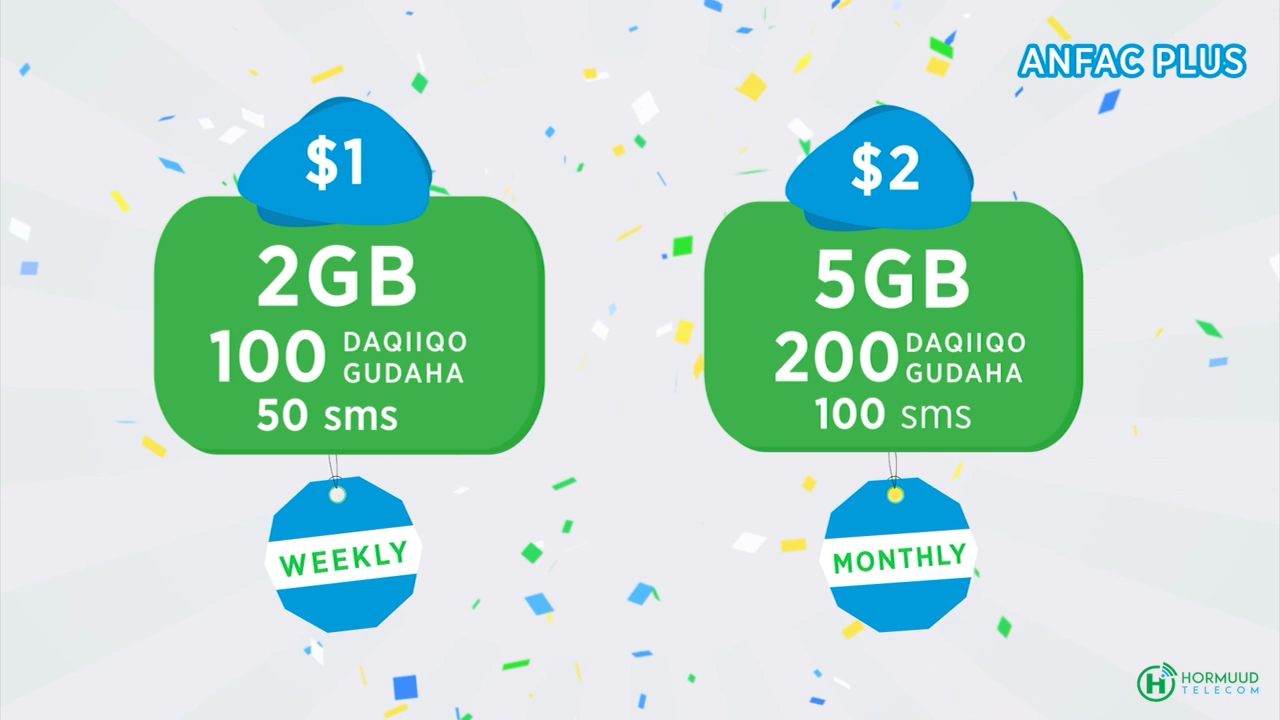 ANFAC PLUS
$1
2GB
100 DAQIIQO
GUDAHA
50 sms
WEEKLY
$2
5GB
200 DAQIIQO
GUDAHA
100 sms
MONTHLY
HORMUUD
TELECOM